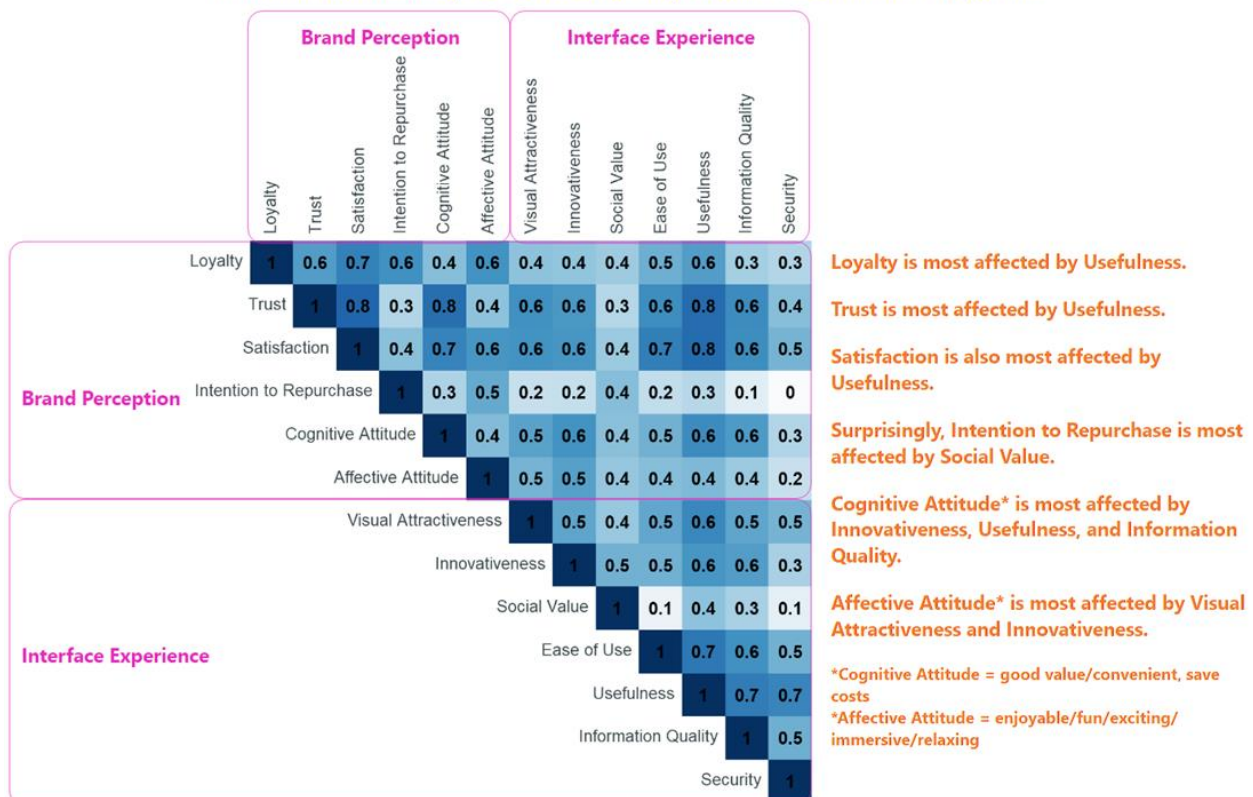 Brand Perception
Interface Experience
Loyalty
Trust
Satisfaction
Intention to Repurchase
Cognitive Attitude
Affective Attitude
Visual Attractiveness
Innovativeness
Social Value
Ease of Use
Usefulness
Information Quality
Security
Brand Perception
Loyalty 1 0.6 0.7 0.6 0.4 0.6 0.4 0.4 0.4 0.5 0.6 0.3 0.3
Trust 1 0.8 0.3 0.8 0.4 0.6 0.6 0.3 0.6 0.8 0.6 0.4
Satisfaction 1 0.4 0.7 0.6 0.6 0.6 0.4 0.7 0.8 0.6 0.5
Intention to Repurchase 1 0.3 0.5 0.2 0.2 0.4 0.2 0.3 0.1 0
Cognitive Attitude 1 0.4 0.5 0.6 0.4 0.5 0.6 0.6 0.3
Affective Attitude 1 0.5 0.5 0.4 0.4 0.4 0.4 0.2
Interface Experience
Visual Attractiveness 1 0.5 0.4 0.5 0.6 0.5 0.5
Innovativeness 1 0.5 0.5 0.6 0.6 0.3
Social Value 1 0.1 0.4 0.3 0.1
Ease of Use 1 0.7 0.6 0.5
Usefulness 1 0.7 0.7
Information Quality 1 0.5
Security 1
Loyalty is most affected by Usefulness.
Trust is most affected by Usefulness.
Satisfaction is also most affected by
Usefulness.
Surprisingly, Intention to Repurchase is most
affected by Social Value.
Cognitive Attitude* is most affected by
Innovativeness, Usefulness, and Information
Quality.
Affective Attitude* is most affected by Visual
Attractiveness and Innovativeness.
*Cognitive Attitude = good value/convenient, save
costs
*Affective Attitude = enjoyable/fun/exciting/
immersive/relaxing